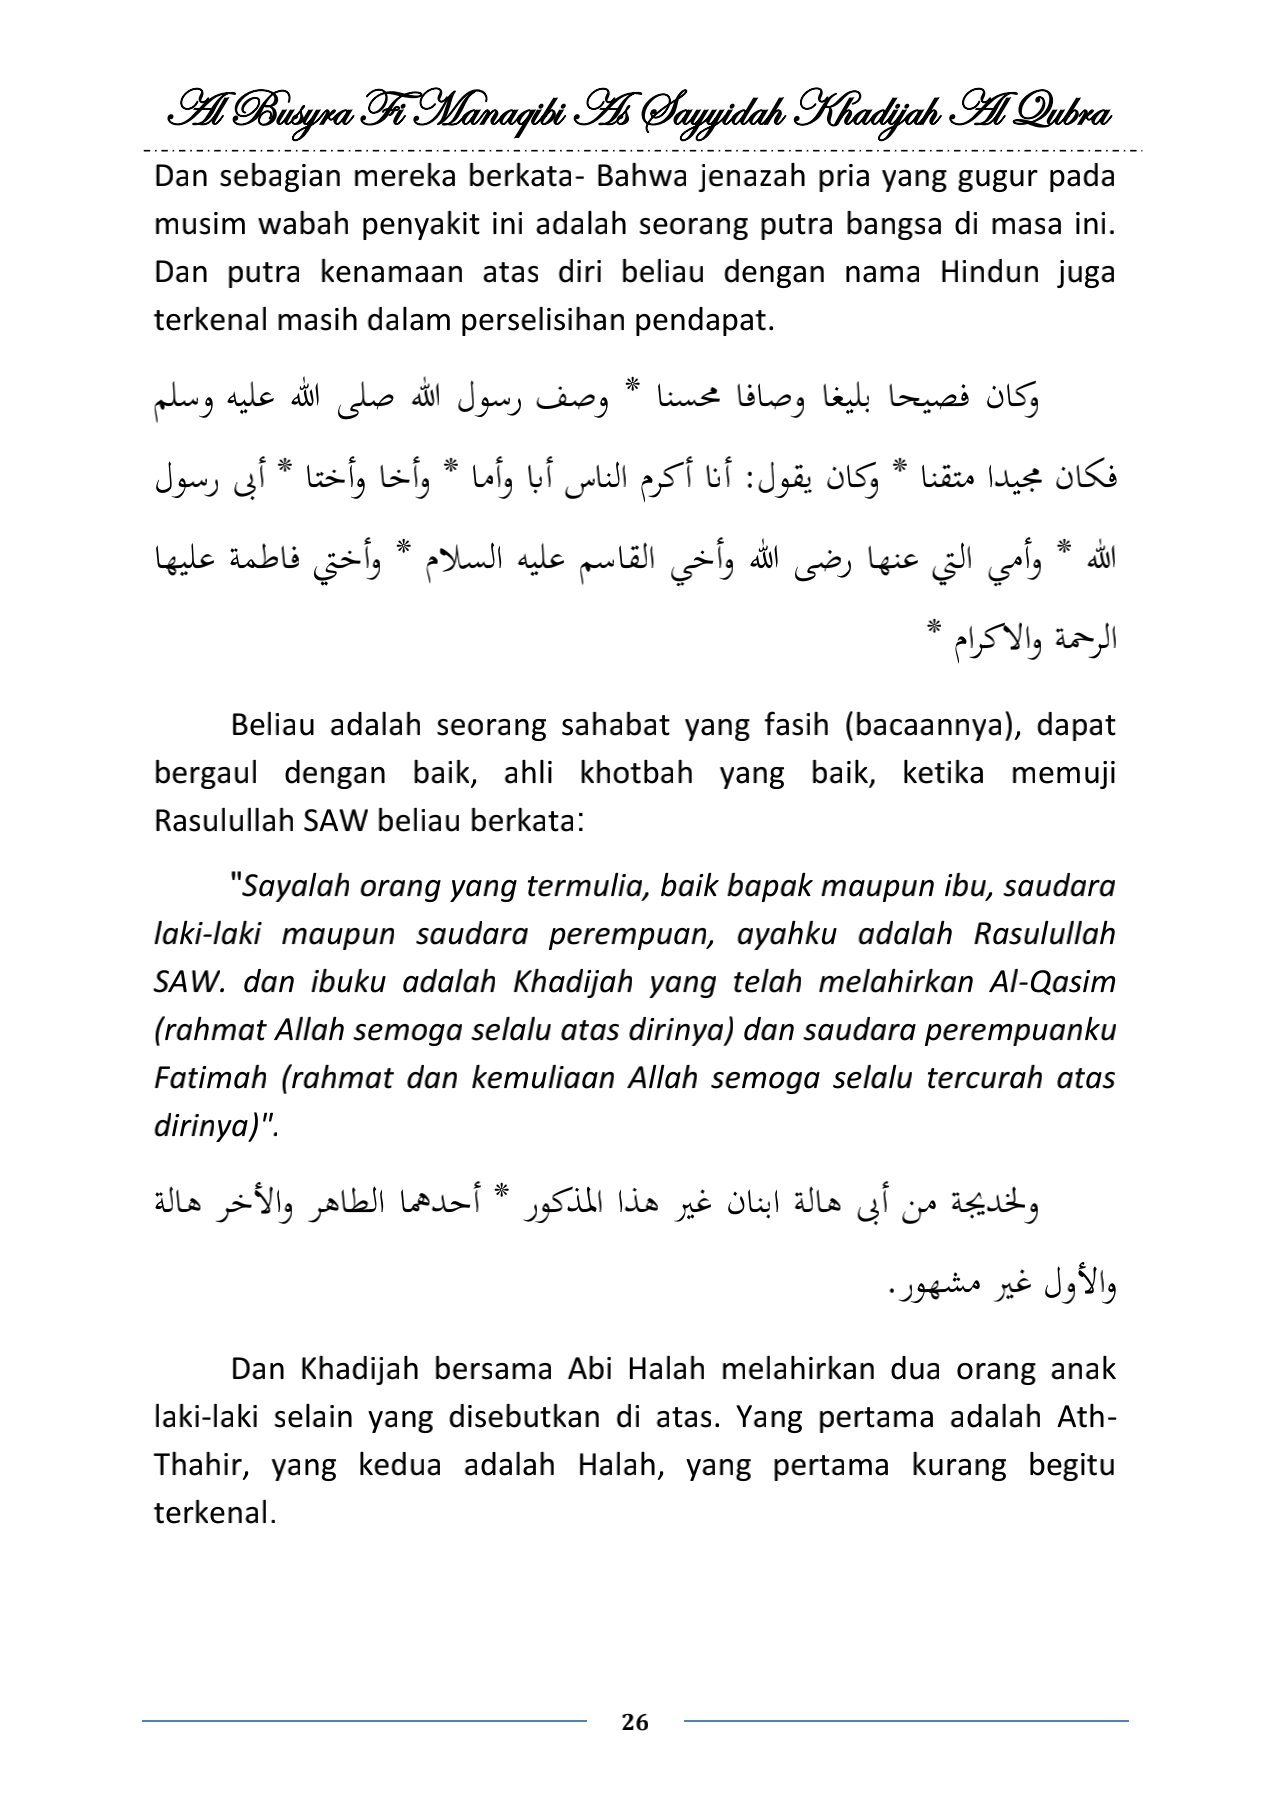 Al Busyra Fi Manaqibi As Sayyidah Khadijah Al Qubra
Dan sebagian mereka berkata- Bahwa jenazah pria yang gugur pada
musim wabah penyakit ini adalah seorang putra bangsa di masa ini.
Dan putra kenamaan atas diri beliau dengan nama Hindun juga
terkenal masih dalam perselisihan pendapat.
وكان فصيحا بليغا وصافا محسنا * وصف رسول الله صلى الله عليه وسلم
فكان مجيدا متقنا * وكان يقول: أنا أكرم الناس أبا وأما * وأخا وأختا * أبى رسول
الله * وأمي التي عنها رضى الله وأخي القاسم عليه السلام * وأختي فاطمة عليها
الرحمة والاكرام *
Beliau adalah seorang sahabat yang fasih (bacaannya), dapat
bergaul dengan baik, ahli khotbah yang baik, ketika memuji
Rasulullah SAW beliau berkata:
"Sayalah orang yang termulia, baik bapak maupun ibu, saudara
laki-laki maupun saudara perempuan, ayahku adalah Rasulullah
SAW. dan ibuku adalah Khadijah yang telah melahirkan Al-Qasim
(rahmat Allah semoga selalu atas dirinya) dan saudara perempuanku
Fatimah (rahmat dan kemuliaan Allah semoga selalu tercurah atas
dirinya)".
ولخديجة من أبى هالة ابنان غير هذا المذكور * أحدهما الطاهر والأخر هالة
والأول غير مشهور.
Dan Khadijah bersama Abi Halah melahirkan dua orang anak
laki-laki selain yang disebutkan di atas. Yang pertama adalah Ath-
Thahir, yang kedua adalah Halah, yang pertama kurang begitu
terkenal.
26